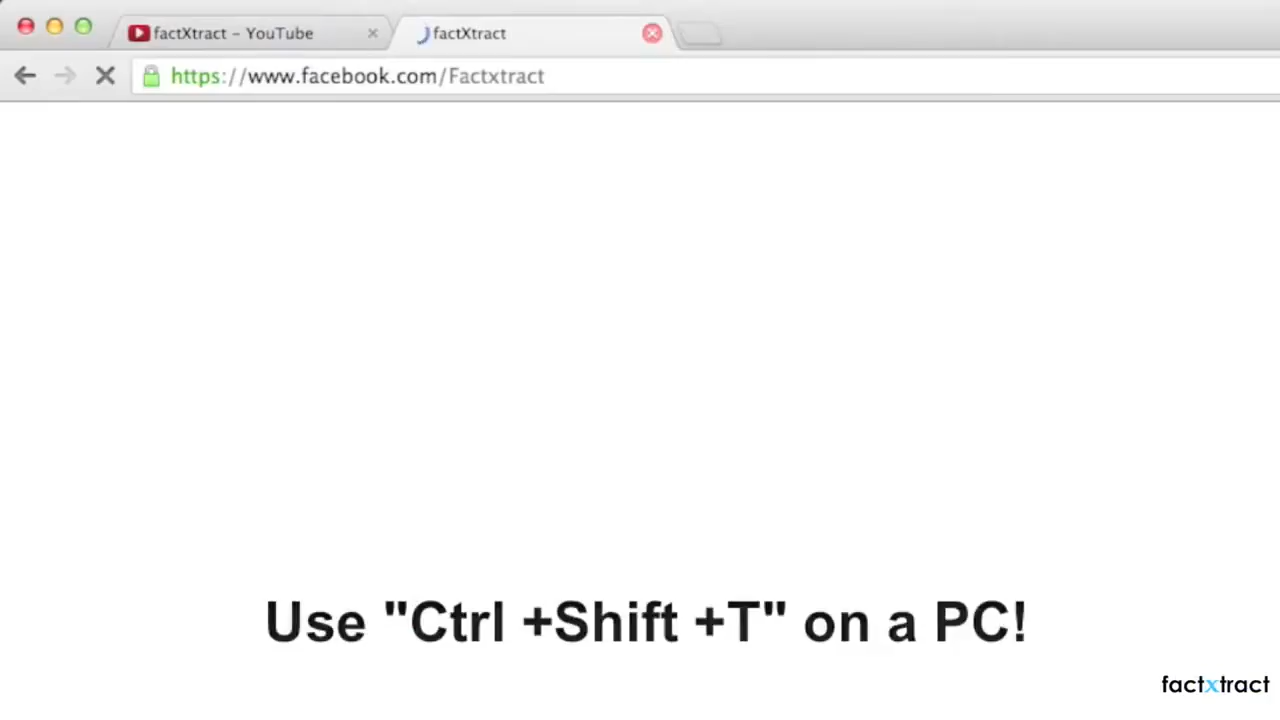 factXtract - YouTube
factXtract
https://www.facebook.com/Factxtract
Use "Ctrl +Shift +T" on a PC!
factxtract